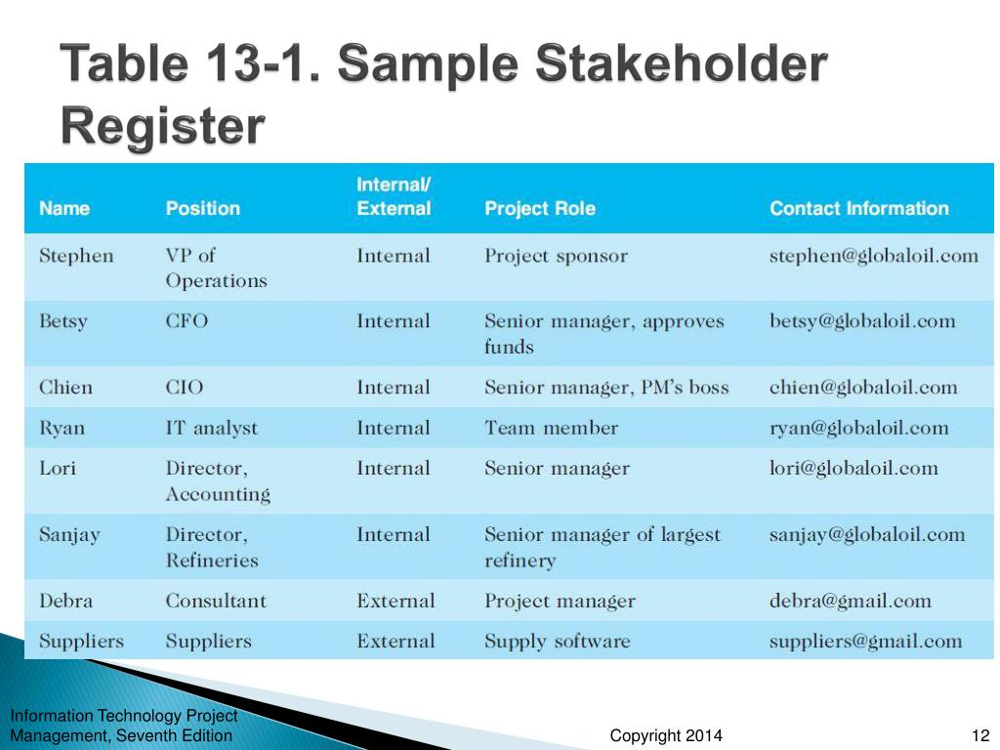 Table 13-1. Sample Stakeholder
Register
Name Position Internal/ External Project Role Contact Information
Stephen VP of Operations Internal Project sponsor stephen@globaloil.com
Betsy CFO Internal Senior manager, approves funds betsy@globaloil.com
Chien CIO Internal Senior manager, PM's boss chien@globaloil.com
Ryan IT analyst Internal Team member ryan@globaloil.com
Lori Director, Accounting Internal Senior manager lori@globaloil.com
Sanjay Director, Refineries Internal Senior manager of largest refinery sanjay@globaloil.com
Debra Consultant External Project manager debra@gmail.com
Suppliers Suppliers External Supply software suppliers@gmail.com
Information Technology Project
Management, Seventh Edition
Copyright 2014
12